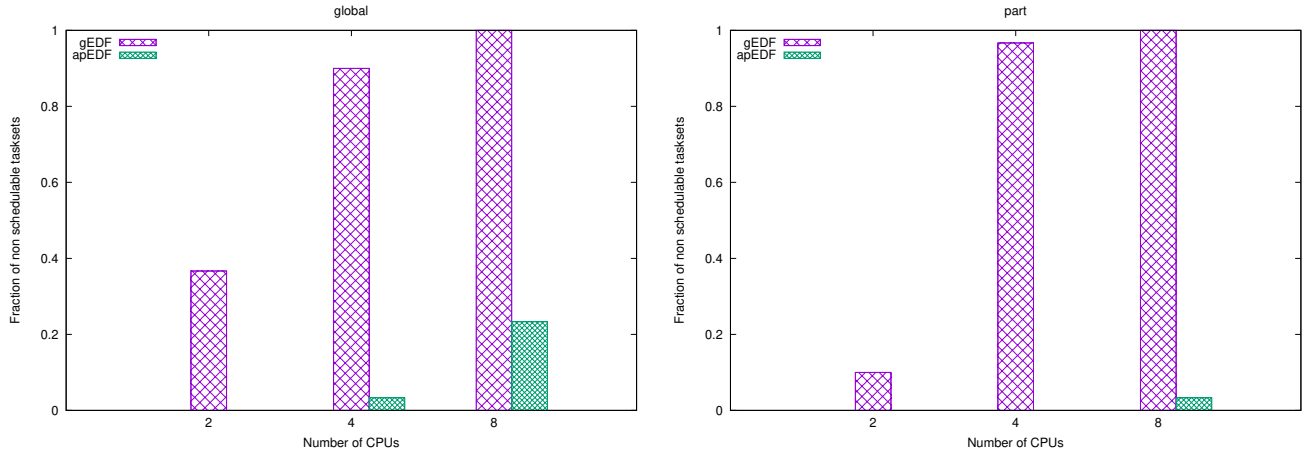 global
gEDF
apEDF
1
0.8
0.6
0.4
0.2
0
Fraction of non schedulable tasksets
2 4 8
Number of CPUs
part
gEDF
apEDF
1
0.8
0.6
0.4
0.2
0
Fraction of non schedulable tasksets
2 4 8
Number of CPUs